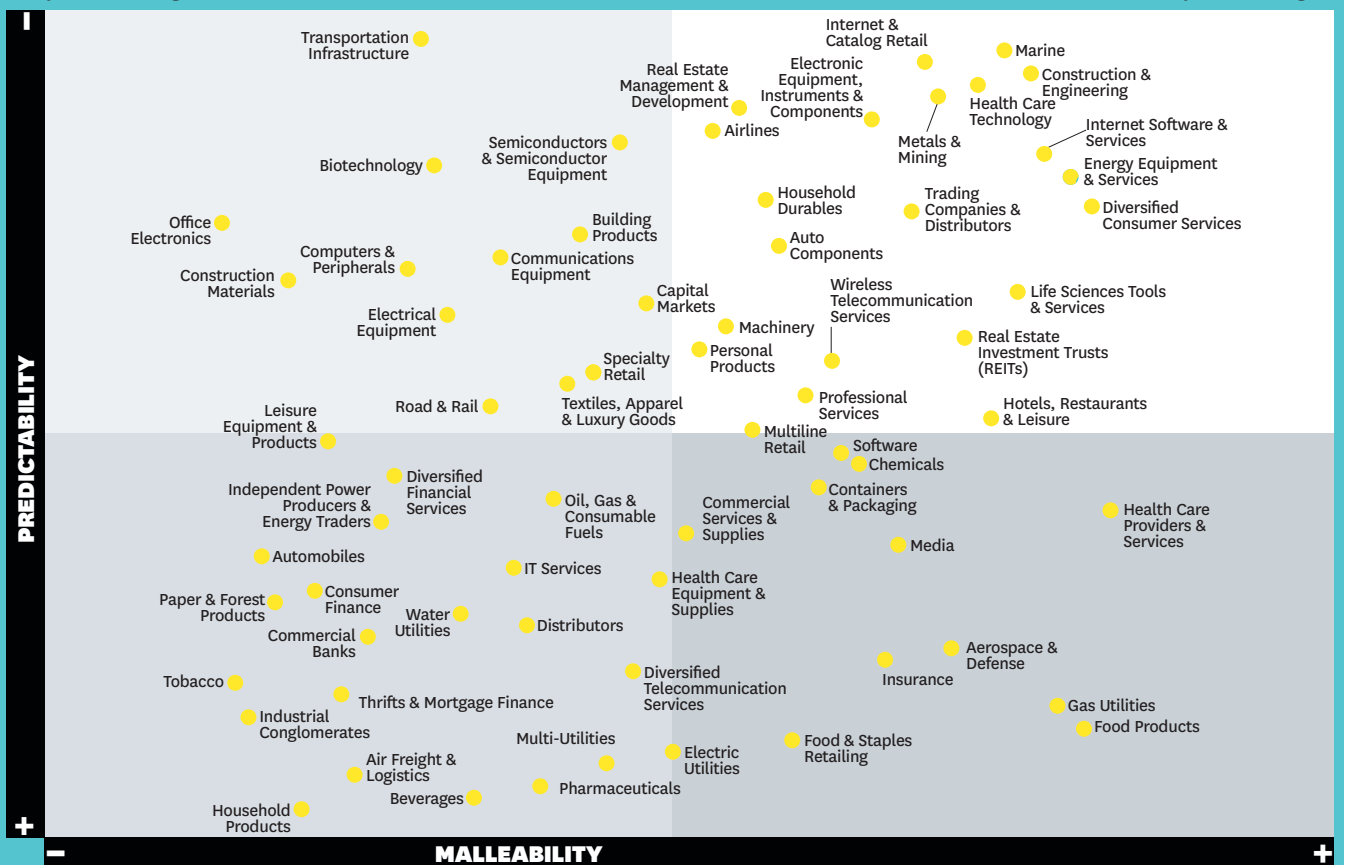 Transportation
Infrastructure
Internet &
Catalog Retail
Marine
Electronic
Equipment,
Instruments &
Components
Construction &
Engineering
Real Estate
Management &
Development
Health Care
Technology
Airlines
Metals &
Mining
Internet Software &
Services
Semiconductors
& Semiconductor
Equipment
Biotechnology
Energy Equipment
& Services
Household
Durables
Trading
Companies &
Distributors
Diversified
Consumer Services
Office
Electronics
Building
Products
Auto
Components
Computers &
Peripherals
Communications
Equipment
Construction
Materials
Capital
Markets
Wireless
Telecommunication
Services
Life Sciences Tools
& Services
Electrical
Equipment
Machinery
Real Estate
Investment Trusts
(REITs)
Personal
Products
Specialty
Retail
Textiles, Apparel
& Luxury Goods
Road & Rail
Professional
Services
Hotels, Restaurants
& Leisure
Leisure
Equipment &
Products
Multiline
Retail
Software
Chemicals
Diversified
Financial
Services
Independent Power
Producers &
Energy Traders
Oil, Gas &
Consumable
Fuels
Commercial
Services &
Supplies
Containers
& Packaging
Health Care
Providers &
Services
Media
Automobiles
IT Services
Health Care
Equipment &
Supplies
Consumer
Finance
Paper & Forest
Products
Water
Utilities
Distributors
Commercial
Banks
Aerospace &
Defense
Insurance
Diversified
Telecommunication
Services
Tobacco
Thrifts & Mortgage Finance
Industrial
Conglomerates
Gas Utilities
Food Products
Multi-Utilities
Electric
Utilities
Food & Staples
Retailing
Air Freight &
Logistics
Pharmaceuticals
Beverages
Household
Products
−
PREDICTABILITY
+
−
MALLEABILITY
+